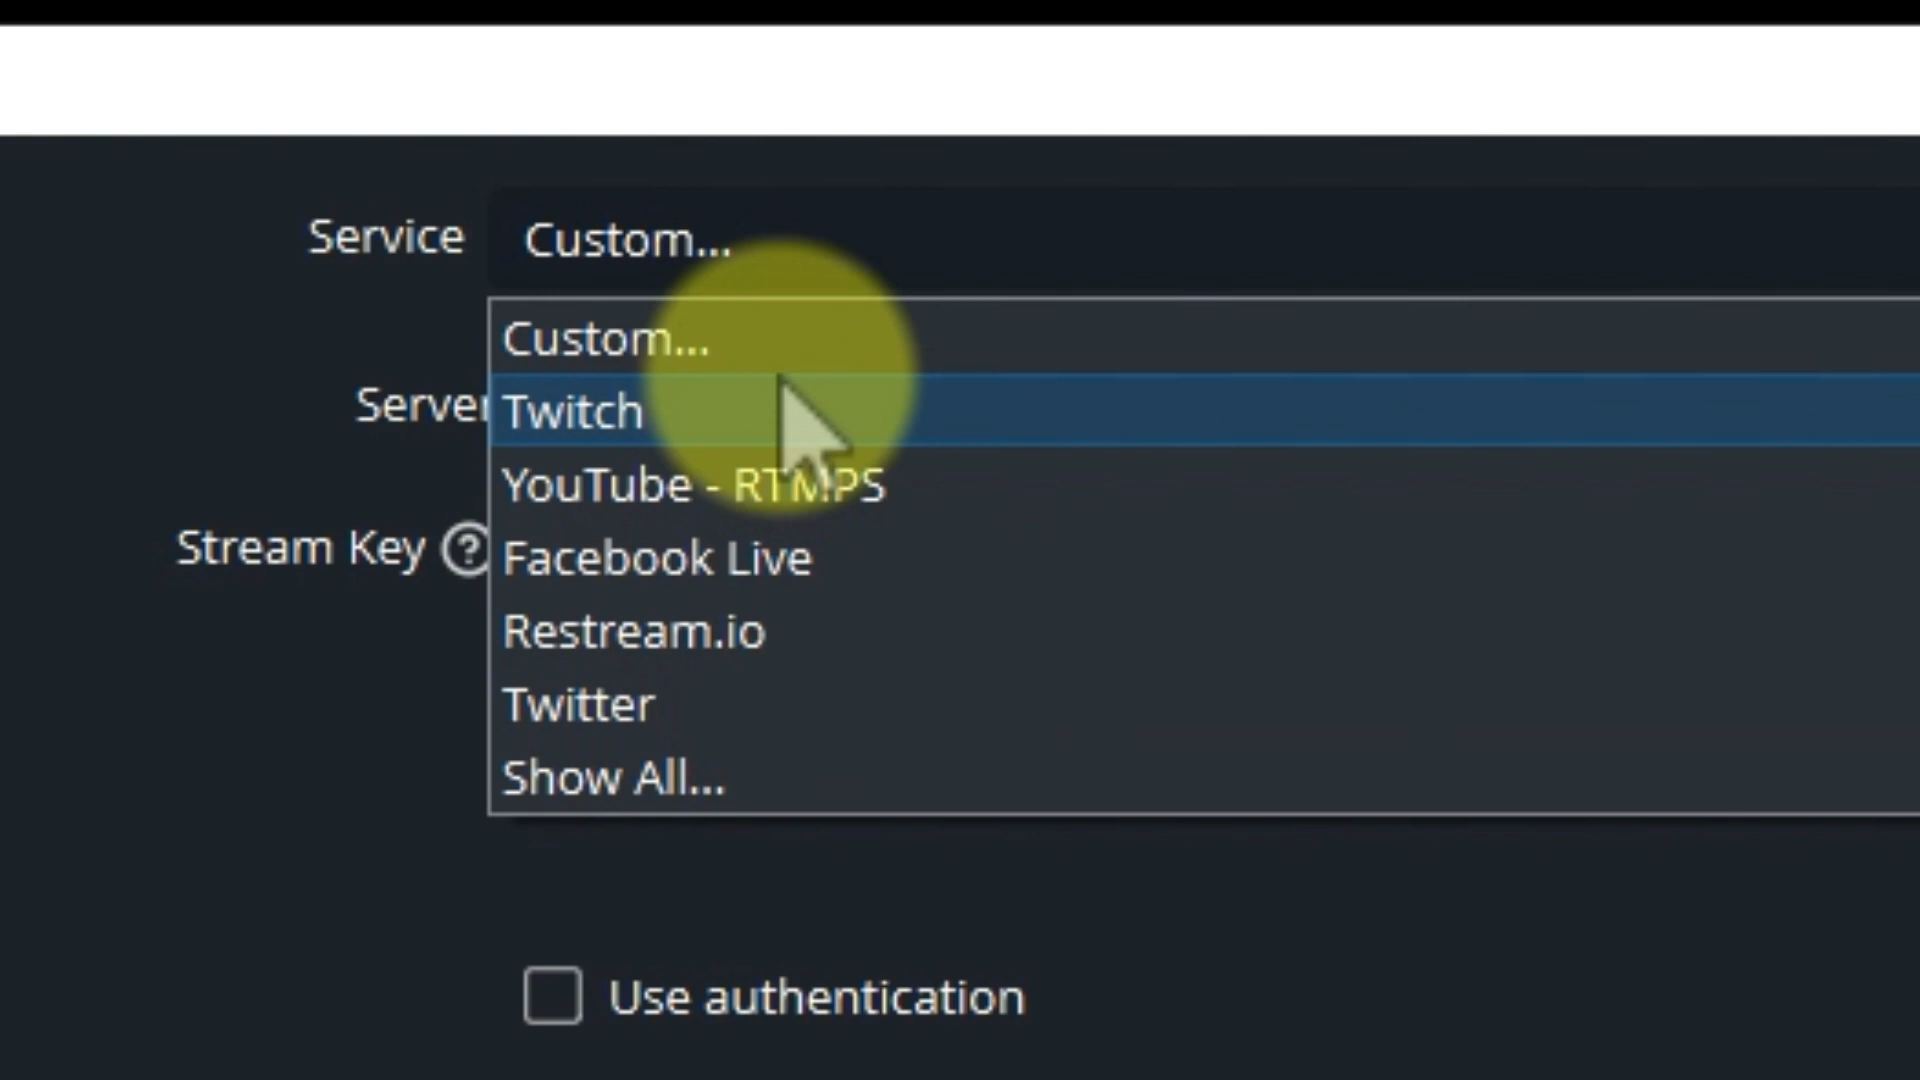 Service Custom...
Custom...
Server Twitch
YouTube - RTMPS
Stream Key ? Facebook Live
Restream.io
Twitter
Show All...
Use authentication